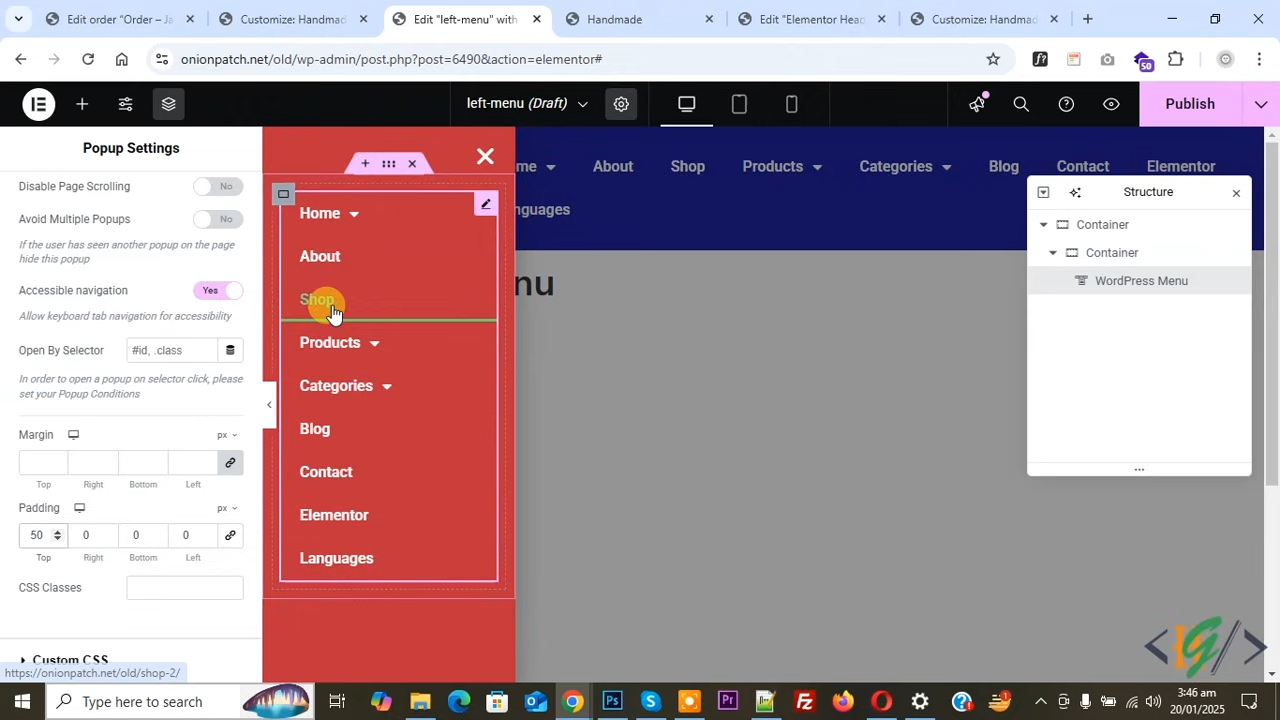 Edit order “Order – Ja
Customize: Handmad
Edit "left-menu" with
Handmade
Edit "Elementor Head
Customize: Handmad
onionpatch.net/old/wp-admin/post.php?post=6490&action=elementor#
50
left-menu (Draft)
Publish
Popup Settings
Disable Page Scrolling
No
Avoid Multiple Popups
No
If the user has seen another popup on the page
hide this popup
Accessible navigation
Yes
Allow keyboard tab navigation for accessibility
Open By Selector
#id, .class
In order to open a popup on selector click, please
set your Popup Conditions
Margin
px
Top Right Bottom Left
Padding
px
50 0 0 0
Top Right Bottom Left
CSS Classes
Custom CSS
https://onionpatch.net/old/shop-2/
Home
About
Shop
Products
Categories
Blog
Contact
Elementor
Languages
me About Shop Products Categories Blog Contact Elementor
nguages
nu
Structure
Container
Container
WordPress Menu
Type here to search
3:46 am
20/01/2025